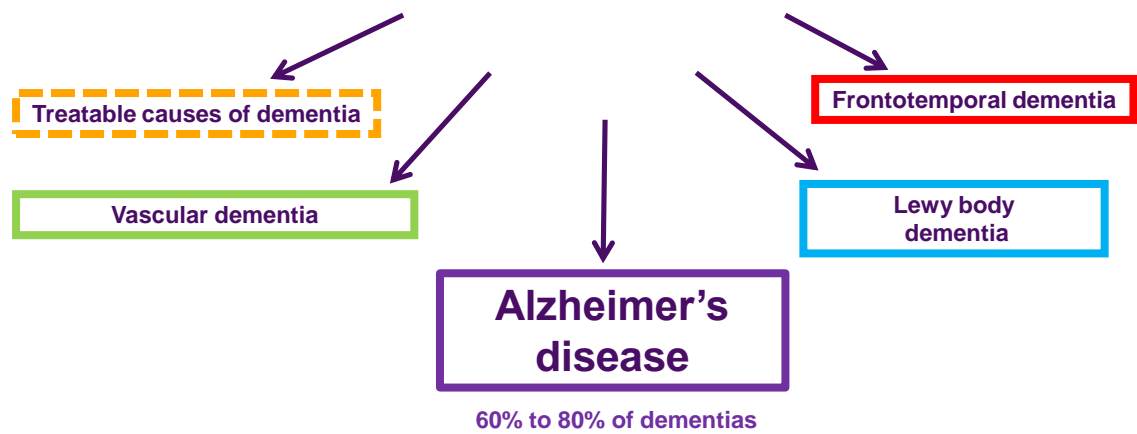 Treatable causes of dementia
Frontotemporal dementia
Vascular dementia
Lewy body
dementia
Alzheimer’s
disease
60% to 80% of dementias